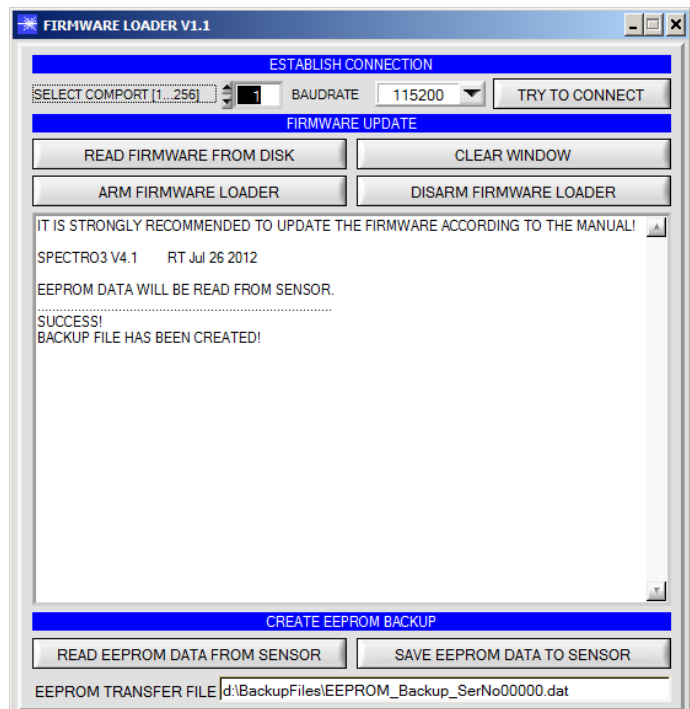 FIRMWARE LOADER V1.1
ESTABLISH CONNECTION
SELECT COMPORT [1...256] 1 BAUDRATE 115200 TRY TO CONNECT
FIRMWARE UPDATE
READ FIRMWARE FROM DISK CLEAR WINDOW
ARM FIRMWARE LOADER DISARM FIRMWARE LOADER
IT IS STRONGLY RECOMMENDED TO UPDATE THE FIRMWARE ACCORDING TO THE MANUAL!
SPECTRO3 V4.1 RT Jul 26 2012
EEPROM DATA WILL BE READ FROM SENSOR.
....................................................................................
SUCCESS!
BACKUP FILE HAS BEEN CREATED!
CREATE EEPROM BACKUP
READ EEPROM DATA FROM SENSOR SAVE EEPROM DATA TO SENSOR
EEPROM TRANSFER FILE d:\BackupFiles\EEPROM_Backup_SerNo00000.dat